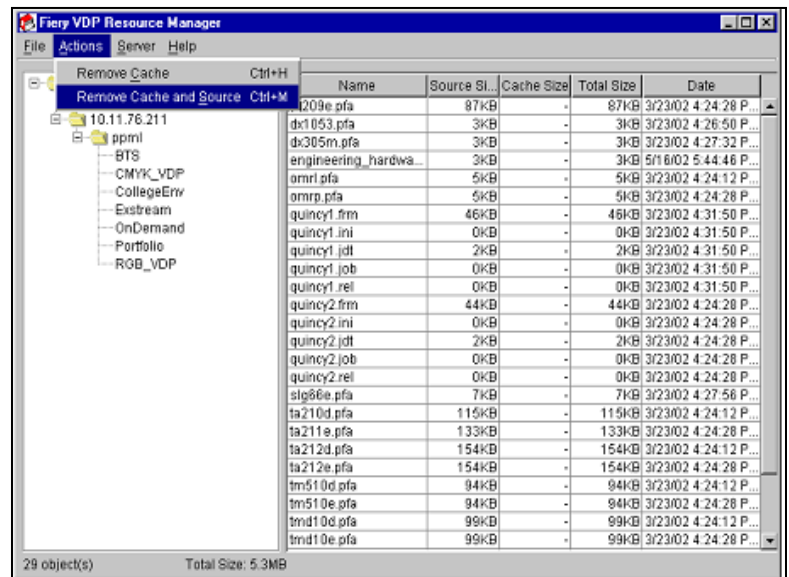 Fiery VDP Resource Manager
File Actions Server Help
Remove Cache Ctrl+H
Remove Cache and Source Ctrl+M
10.11.76.211
ppml
BTS
CMYK_VDP
CollegeEnv
Exstream
OnDemand
Portfolio
RGB_VDP
Name Source Si... Cache Size Total Size Date
209e.pfa 87KB - 87KB 3/23/02 4:24:28 P...
dx1053.pfa 3KB - 3KB 3/23/02 4:26:50 P...
dx305m.pfa 3KB - 3KB 3/23/02 4:27:32 P...
engineering_hardwa... 3KB - 3KB 5/16/02 5:44:46 P...
omrl.pfa 5KB - 5KB 3/23/02 4:24:12 P...
omrp.pfa 5KB - 5KB 3/23/02 4:24:28 P...
quincy1.frm 46KB - 46KB 3/23/02 4:31:50 P...
quincy1.ini 0KB - 0KB 3/23/02 4:31:50 P...
quincy1.jdt 2KB - 2KB 3/23/02 4:31:50 P...
quincy1.job 0KB - 0KB 3/23/02 4:31:50 P...
quincy1.rel 0KB - 0KB 3/23/02 4:31:50 P...
quincy2.frm 44KB - 44KB 3/23/02 4:24:28 P...
quincy2.ini 0KB - 0KB 3/23/02 4:24:28 P...
quincy2.jdt 2KB - 2KB 3/23/02 4:24:28 P...
quincy2.job 0KB - 0KB 3/23/02 4:24:28 P...
quincy2.rel 0KB - 0KB 3/23/02 4:24:28 P...
slg66e.pfa 7KB - 7KB 3/23/02 4:27:56 P...
ta210d.pfa 115KB - 115KB 3/23/02 4:24:12 P...
ta211e.pfa 133KB - 133KB 3/23/02 4:24:28 P...
ta212d.pfa 154KB - 154KB 3/23/02 4:24:12 P...
ta212e.pfa 154KB - 154KB 3/23/02 4:24:28 P...
tm510d.pfa 94KB - 94KB 3/23/02 4:24:12 P...
tm510e.pfa 94KB - 94KB 3/23/02 4:24:28 P...
tmd10d.pfa 99KB - 99KB 3/23/02 4:24:12 P...
tmd10e.pfa 99KB - 99KB 3/23/02 4:24:28 P...
29 object(s) Total Size: 5.3MB